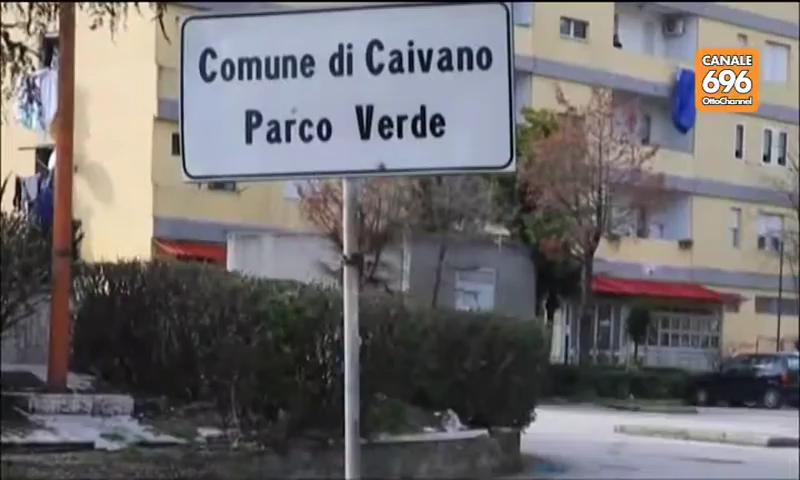 Comune di Caivano
Parco Verde
CANALE
696
OttoChannel